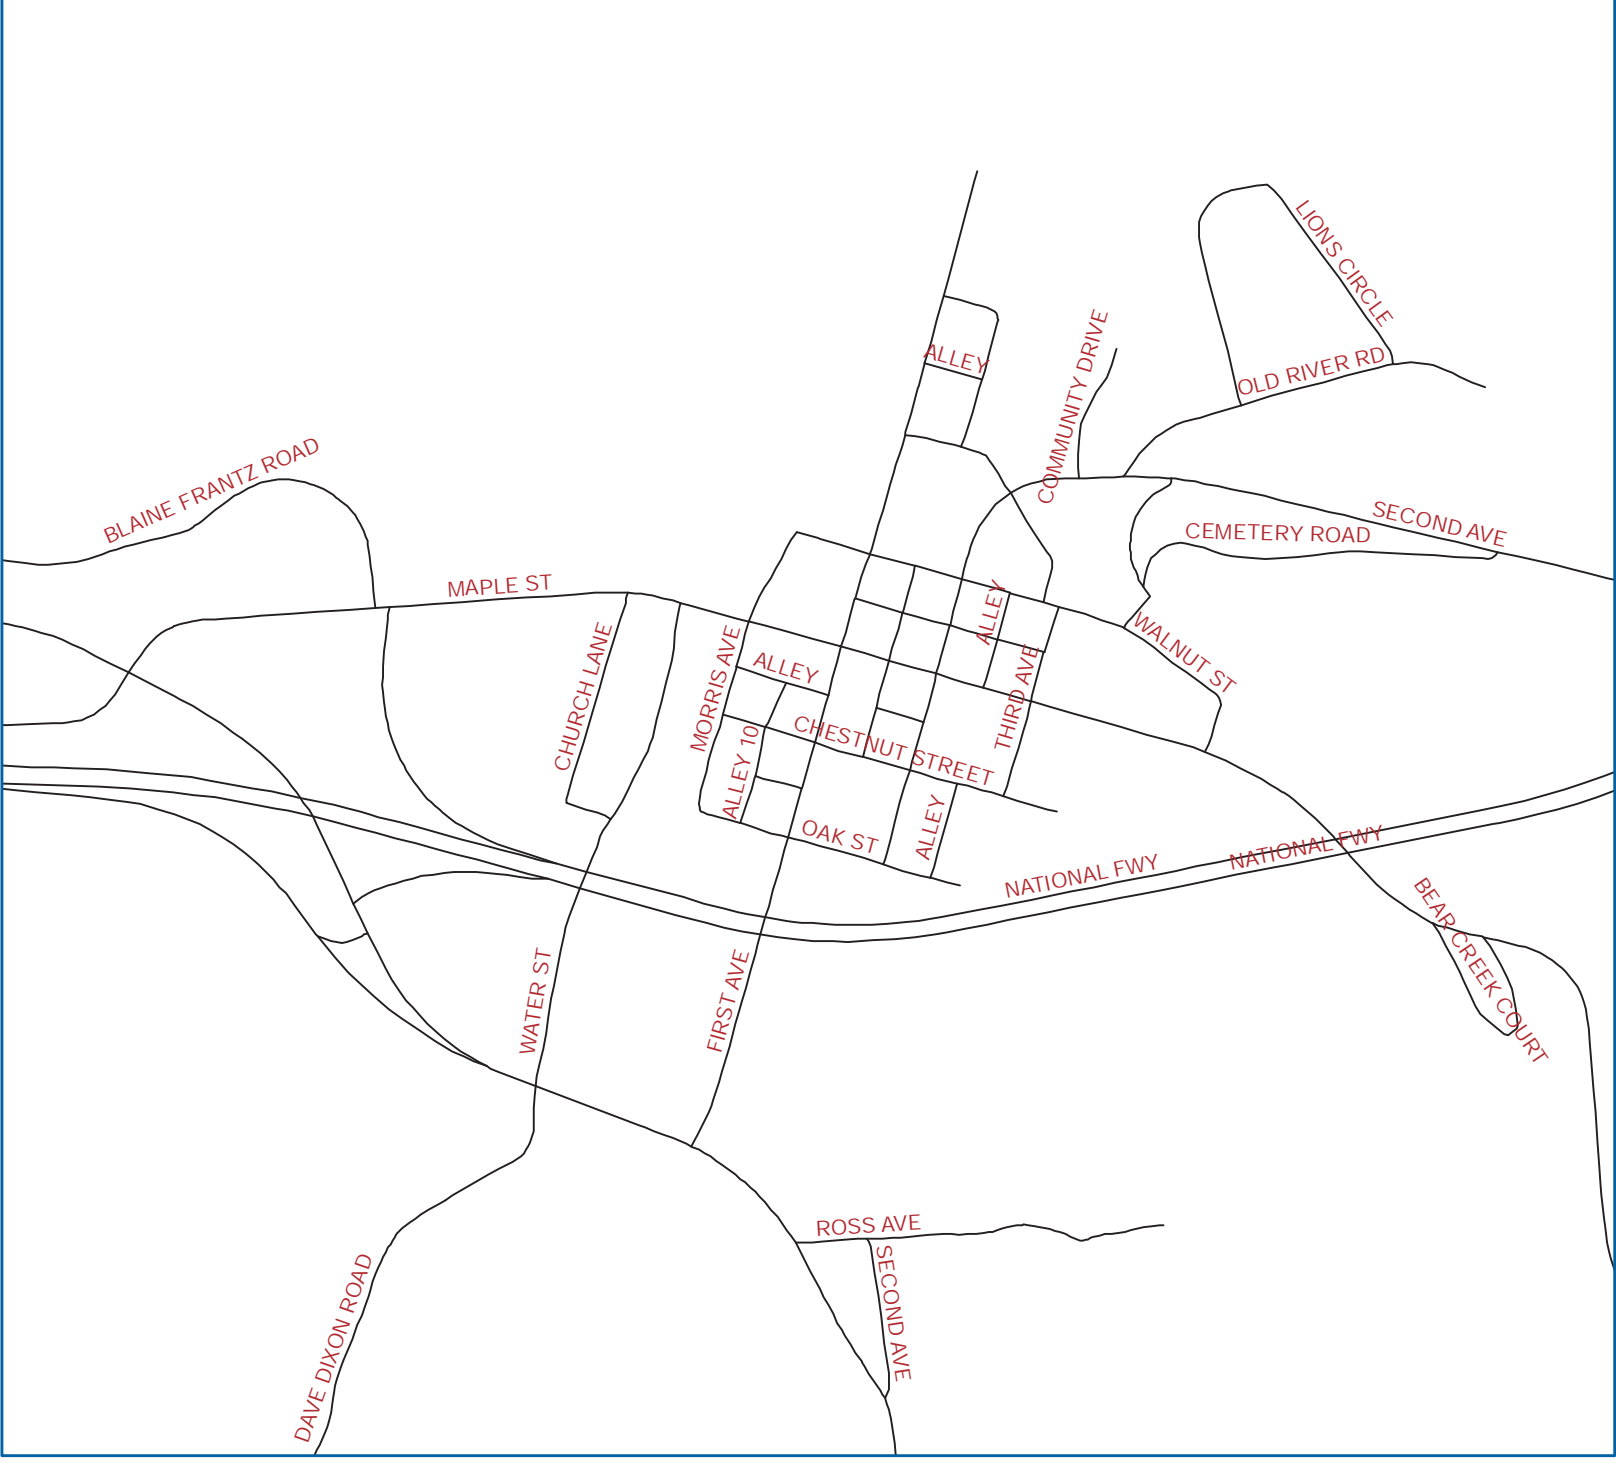 LIONS CIRCLE
COMMUNITY DRIVE
ALLEY
OLD RIVER RD
BLAINE FRANTZ ROAD
SECOND AVE
CEMETERY ROAD
MAPLE ST
ALLEY
WALNUT ST
CHURCH LANE
MORRIS AVE
ALLEY
THIRD AVE
CHESTNUT STREET
ALLEY 10
OAK ST
ALLEY
NATIONAL FWY
NATIONAL FWY
BEAR CREEK COURT
WATER ST
FIRST AVE
ROSS AVE
SECOND AVE
DAVE DIXON ROAD